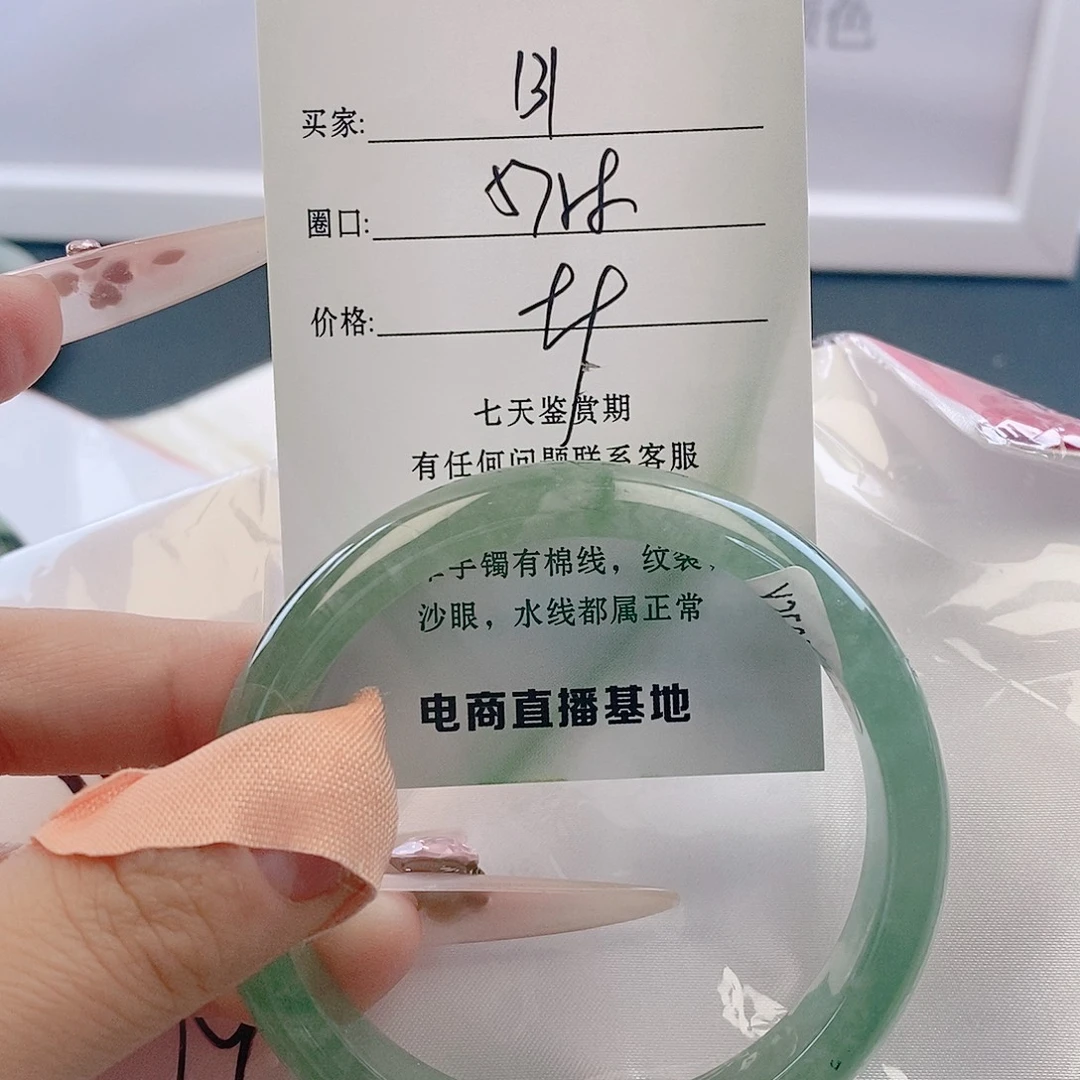 色
买家: 131
圈口:
价格:
七天鉴赏期
有任何问题联系客服
手镯有棉线，纹裂，
沙眼，水线都属正常
电商直播基地